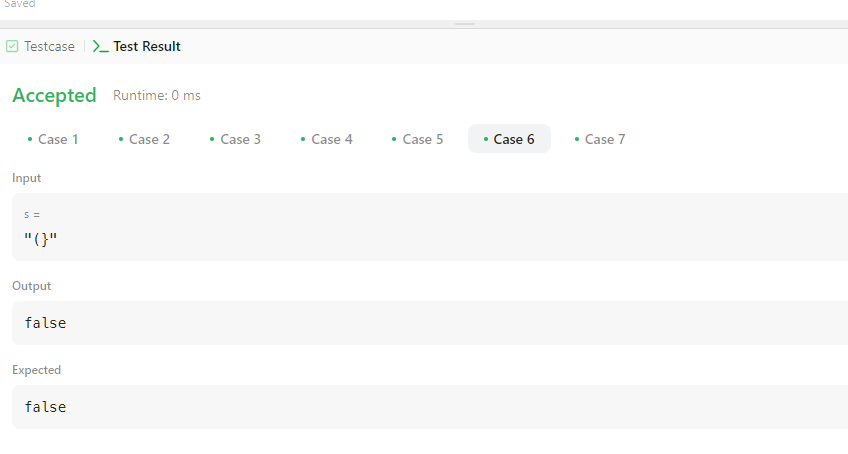 Saved
Testcase Test Result
Accepted Runtime: 0 ms
Case 1 Case 2 Case 3 Case 4 Case 5 Case 6 Case 7
Input
s =
"(}"
Output
false
Expected
false